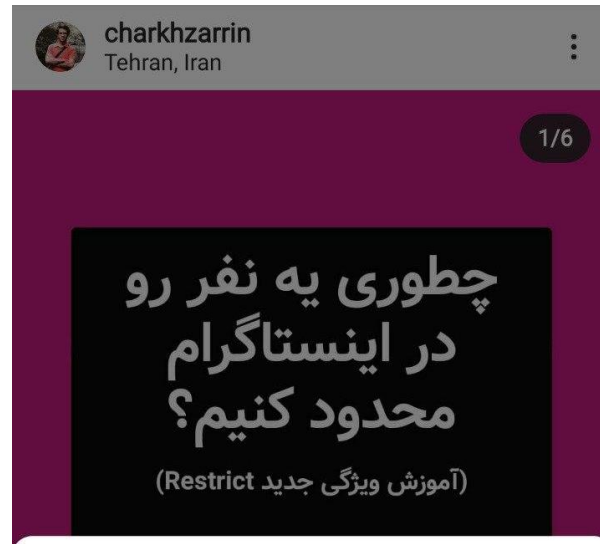 charkhzarrin
Tehran, Iran
1/6
چطوری یه نفر رو
در اینستاگرام
محدود کنیم؟
(آموزش ویژگی جدید Restrict)